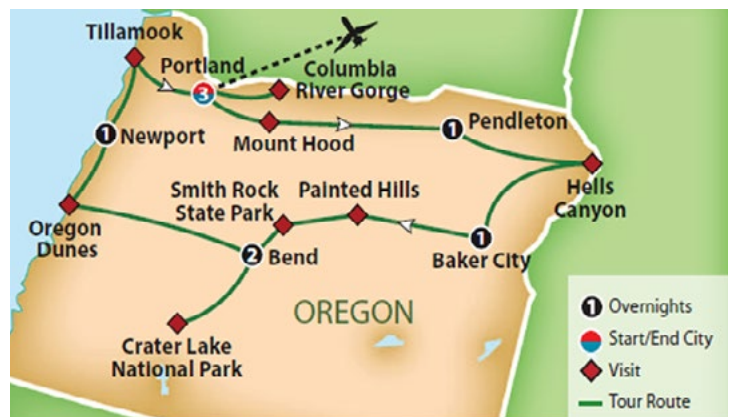 Tillamook
Portland
3
Columbia
River Gorge
1
Newport
Mount Hood
1
Pendleton
Hells
Canyon
Smith Rock
State Park
Painted Hills
Oregon
Dunes
2
Bend
1
Baker City
Crater Lake
National Park
OREGON
1 Overnights
Start/End City
Visit
Tour Route